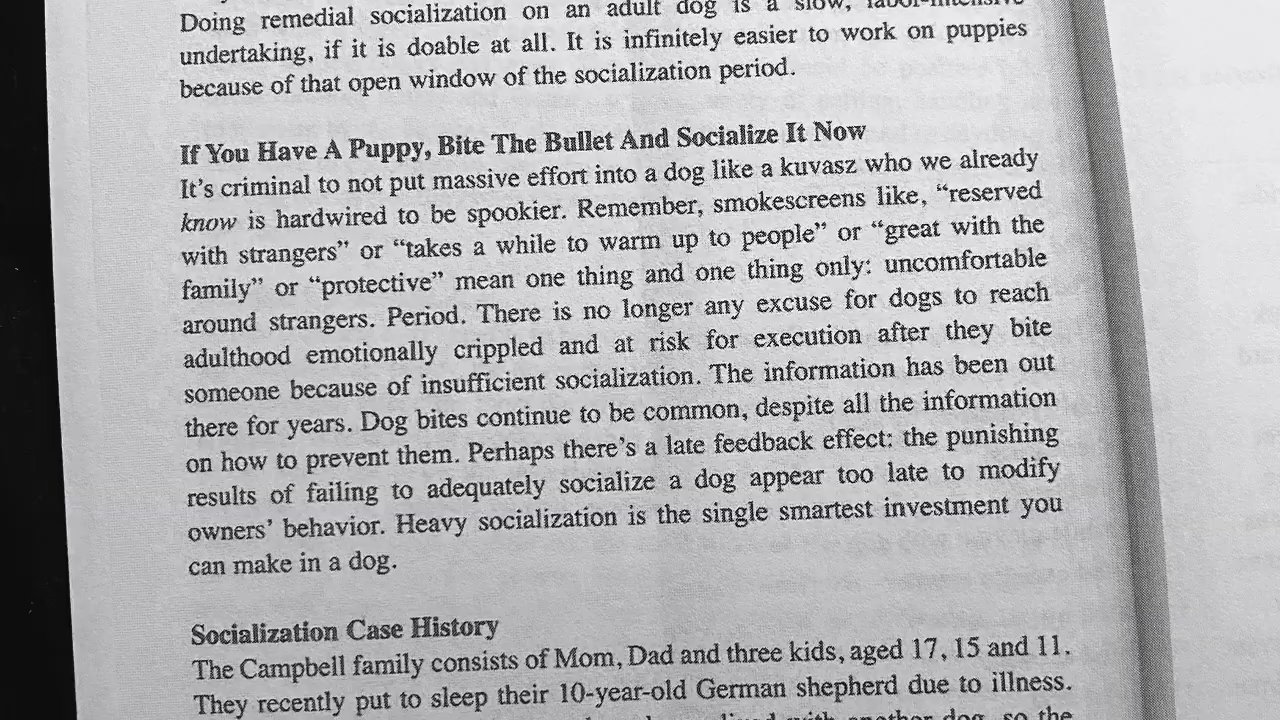 Doing remedial socialization on an adult dog is a slow, labor-intensive
undertaking, if it is doable at all. It is infinitely easier to work on puppies
because of that open window of the socialization period.
If You Have A Puppy, Bite The Bullet And Socialize It Now
It's criminal to not put massive effort into a dog like a kuvasz who we already
know is hardwired to be spookier. Remember, smokescreens like, “reserved
with strangers” or “takes a while to warm up to people” or “great with the
family” or “protective” mean one thing and one thing only: uncomfortable
around strangers. Period. There is no longer any excuse for dogs to reach
adulthood emotionally crippled and at risk for execution after they bite
someone because of insufficient socialization. The information has been out
there for years. Dog bites continue to be common, despite all the information
on how to prevent them. Perhaps there's a late feedback effect: the punishing
results of failing to adequately socialize a dog appear too late to modify
owners' behavior. Heavy socialization is the single smartest investment you
can make in a dog.
Socialization Case History
The Campbell family consists of Mom, Dad and three kids, aged 17, 15 and 11.
They recently put to sleep their 10-year-old German shepherd due to illness.
with another dog, so the